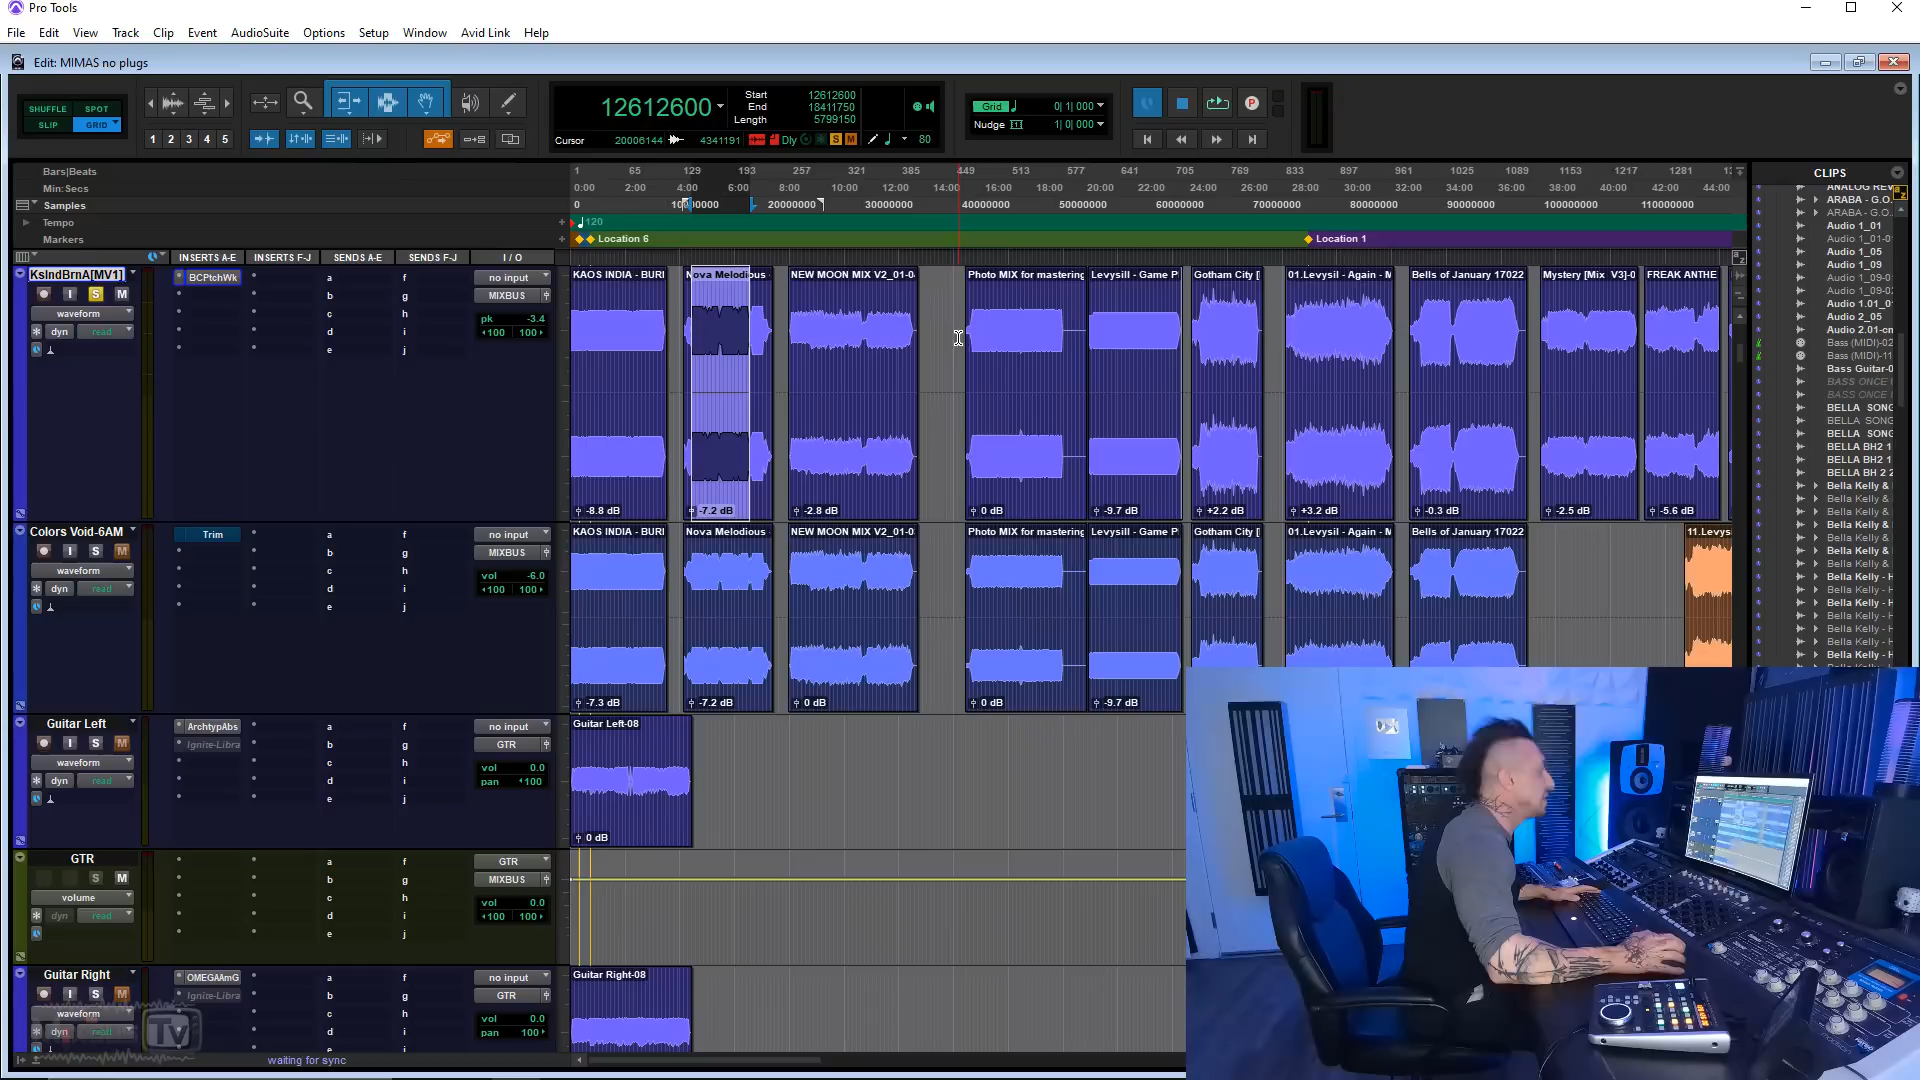 Pro Tools
File Edit View Track Clip Event AudioSuite Options Setup Window Avid Link Help
Edit: MIMAS no plugs
SHUFFLE SPOT
SLIP GRID
1 2 3 4 5
12612600
Start 12612600
End 18411750
Length 5799150
Cursor 20006144 4341191 Dly S M 80
Grid 0| 1| 000
Nudge 1| 0| 000
P
Bars|Beats 1 65 129 193 257 321 385 449 513 577 641 705 769 833 897 961 1025 1089 1153 1217 1281
Min:Secs 0:00 2:00 4:00 6:00 8:00 10:00 12:00 14:00 16:00 18:00 20:00 22:00 24:00 26:00 28:00 30:00 32:00 34:00 36:00 38:00 40:00 42:00 44:00
Samples 0 20000000 30000000 40000000 50000000 60000000 70000000 80000000 90000000 100000000 110000000
Tempo 120
Markers Location 6 Location 1
INSERTS A-E INSERTS F-J SENDS A-E SENDS F-J I / O
KsIndBrnA[MV1]
BCPtchWk
I S M
waveform
dyn read
a f
b g
c h
d i
e j
no input
MIXBUS
pk -3.4
100 100
KAOS INDIA - BURI
ova Melodious
NEW MOON MIX V2_01-0
Photo MIX for mastering
Levysill - Game P
Gotham City [
01.Levysil - Again - M
Bells of January 17022
Mystery [Mix V3]-0
FREAK ANTHE
-8.8 dB -7.2 dB -2.8 dB 0 dB -9.7 dB +2.2 dB +3.2 dB -0.3 dB -2.5 dB -5.6 dB
Colors Void-6AM
Trim
I S M
waveform
dyn read
a f
b g
c h
d i
e j
no input
MIXBUS
vol -6.0
100 100
KAOS INDIA - BURI
Nova Melodious
NEW MOON MIX V2_01-0
Photo MIX for mastering
Levysill - Game P
Gotham City [
01.Levysil - Again - M
Bells of January 17022
11.Levys
-7.3 dB -7.2 dB 0 dB 0 dB -9.7 dB
Guitar Left
ArchtypAbs
Ignite-Libra
I S M
waveform
dyn read
a f
b g
c h
d i
e j
no input
GTR
vol 0.0
pan 100
Guitar Left-08
0 dB
GTR
S M
volume
dyn read
a f
b g
c h
d i
e j
GTR
MIXBUS
vol 0.0
100 100
Guitar Right
OMEGAAmG
Ignite-Libra
I S M
waveform
dyn read
a f
b g
c h
d i
e j
no input
GTR
vol 0.0
pan 100
Guitar Right-08
TV
waiting for sync
CLIPS
ANALOG REV
ARABA - G.O.
ARABA - G.O.
Audio 1_01
Audio 1_01-0
Audio 1_05
Audio 1_09
Audio 1_09-0
Audio 1_09-02
Audio 1.01_0
Audio 2_05
Audio 2.01-cm
Bass (MIDI)-02
Bass (MIDI)-11
Bass Guitar-0
BASS ONCE
BASS ONCE
BELLA SONG
BELLA SONG
BELLA SONG
BELLA BH2 1
BELLA BH2 1
BELLA BH 2 2
Bella Kelly &
Bella Kelly &
Bella Kelly &
Bella Kelly &
Bella Kelly &
Bella Kelly &
Bella Kelly &
Bella Kelly - H
Bella Kelly - H
Bella Kelly - H
Bella Kelly - H
Bella Kelly - H
Bella Kelly - H
Bella Kelly - H